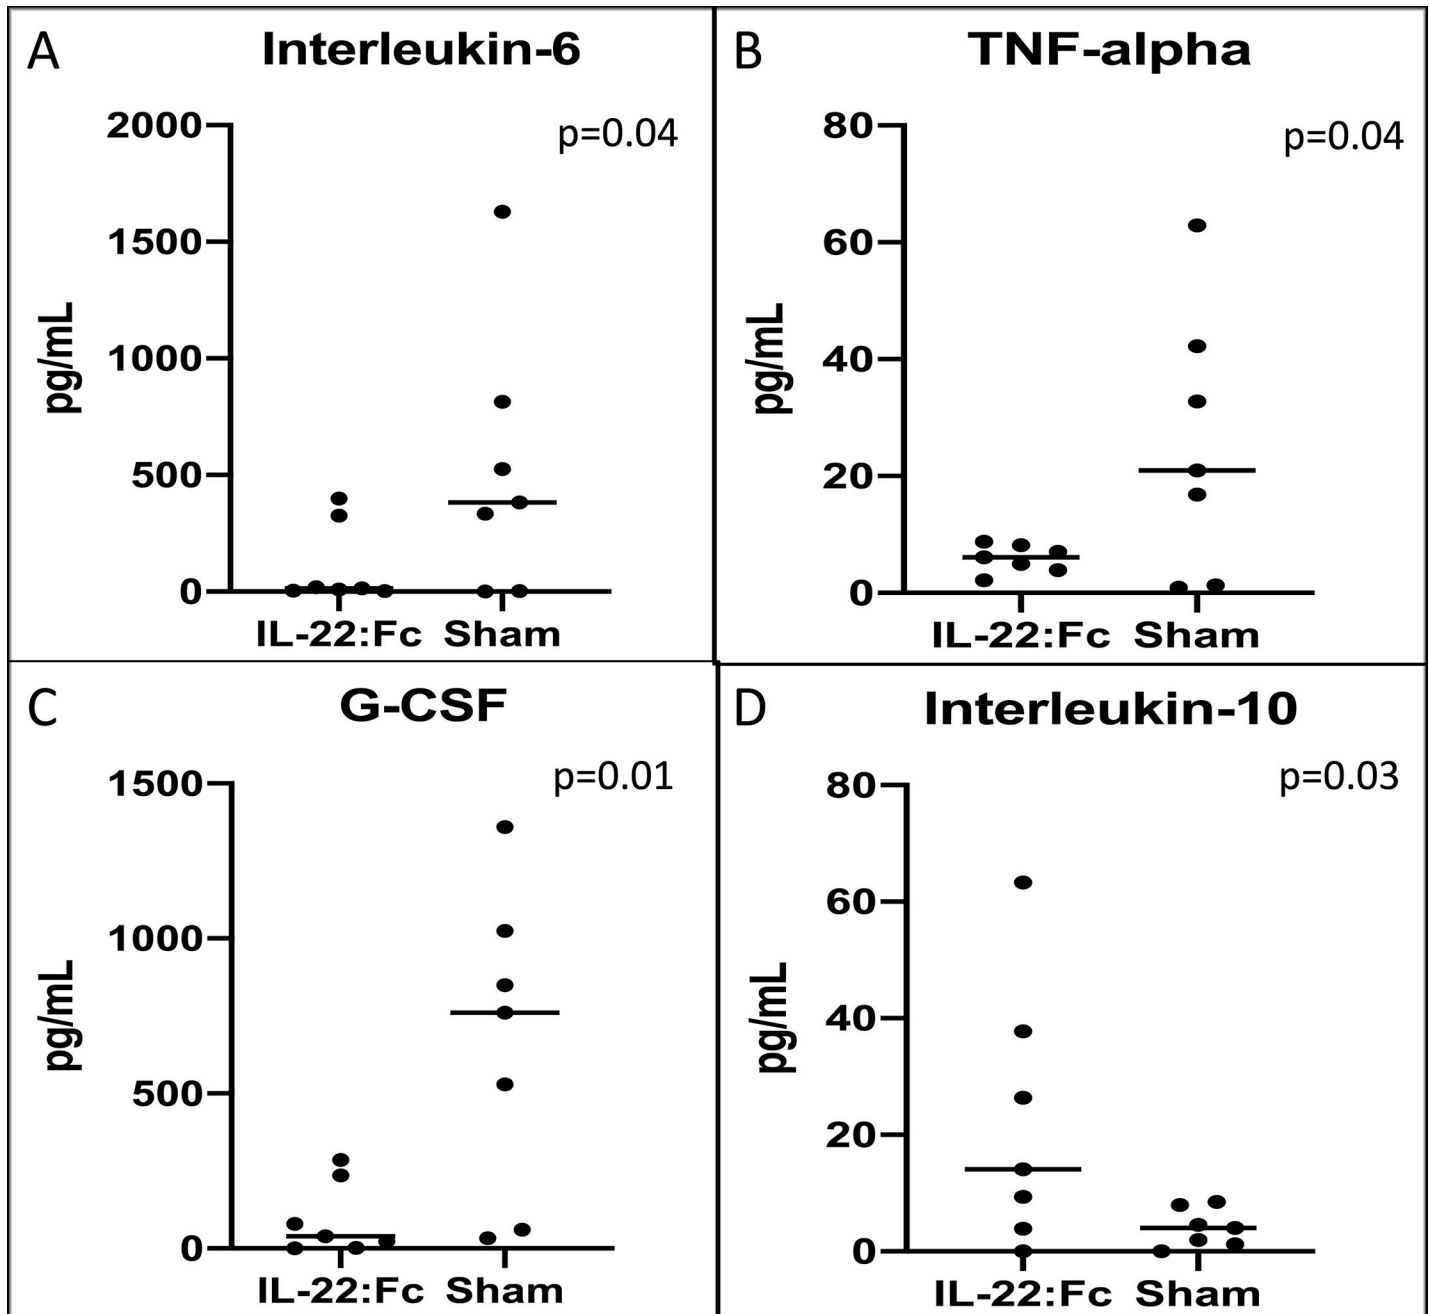 A
Interleukin-6
p=0.04
pg/mL
2000
1500
1000
500
0
IL-22:Fc Sham
B
TNF-alpha
p=0.04
pg/mL
80
60
40
20
0
IL-22:Fc Sham
C
G-CSF
p=0.01
pg/mL
1500
1000
500
0
IL-22:Fc Sham
D
Interleukin-10
p=0.03
pg/mL
80
60
40
20
0
IL-22:Fc Sham